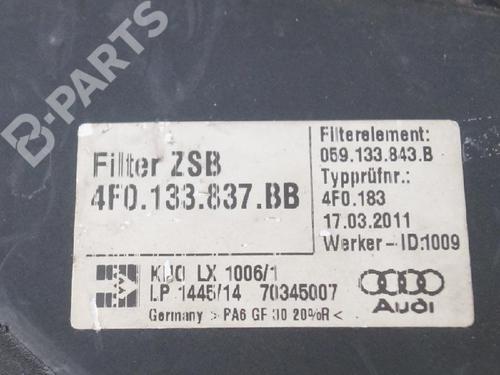 B-PARTS
Filter ZSB
4F0.133.837.BB
Filterelement:
059.133.843.B
Typprüfnr.:
4F0.183
17.03.2011
Werker-ID:1009
LX 1006/1
LP 1445/14 70345007
Germany > PA6 GF 30 20%R <
Audi